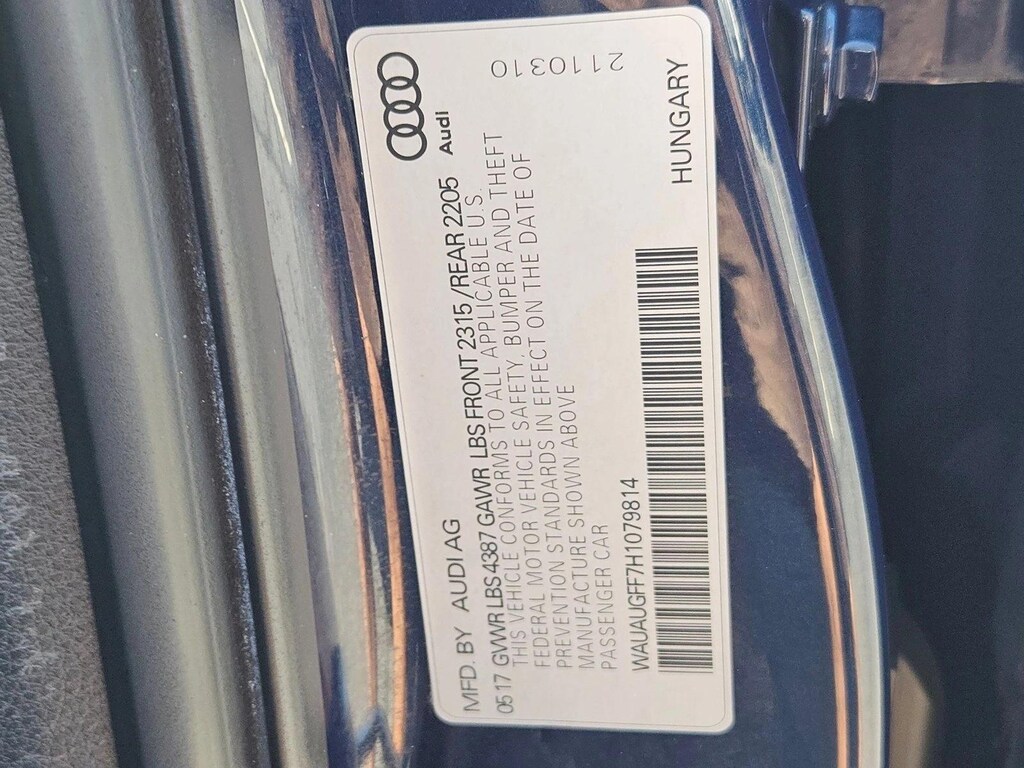 MFD. BY AUDI AG
Audi
0517 GVWR LBS 4387 GAWR LBS FRONT 2315/REAR 2205
THIS VEHICLE CONFORMS TO ALL APPLICABLE U.S.
FEDERAL MOTOR VEHICLE SAFETY, BUMPER AND THEFT
PREVENTION STANDARDS IN EFFECT ON THE DATE OF
MANUFACTURE SHOWN ABOVE
PASSENGER CAR
2110310
WAUAUGFF7H1079814
HUNGARY